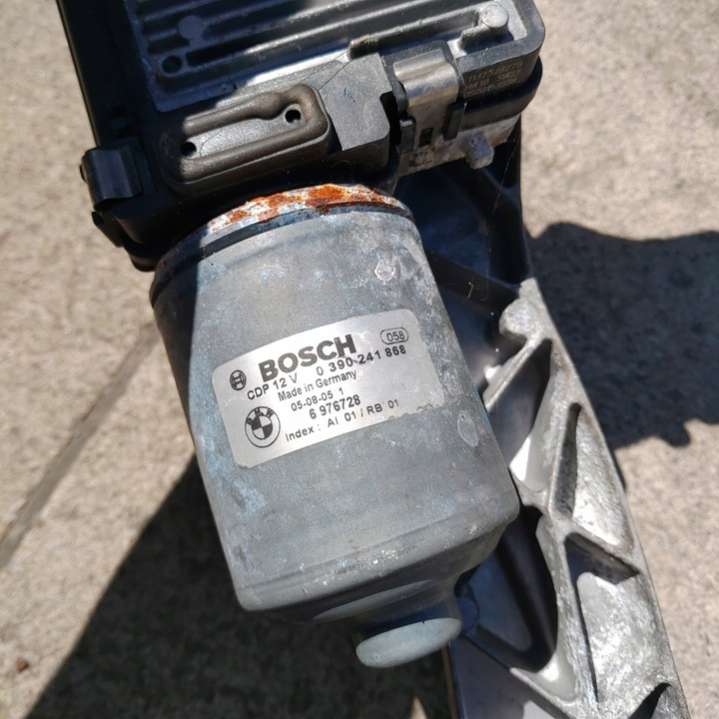 BOSCH 058
CDP 12 V 0 390 241 868
Made in Germany
05-08-05 1
6 976728
Index: AI 01 / RB 01